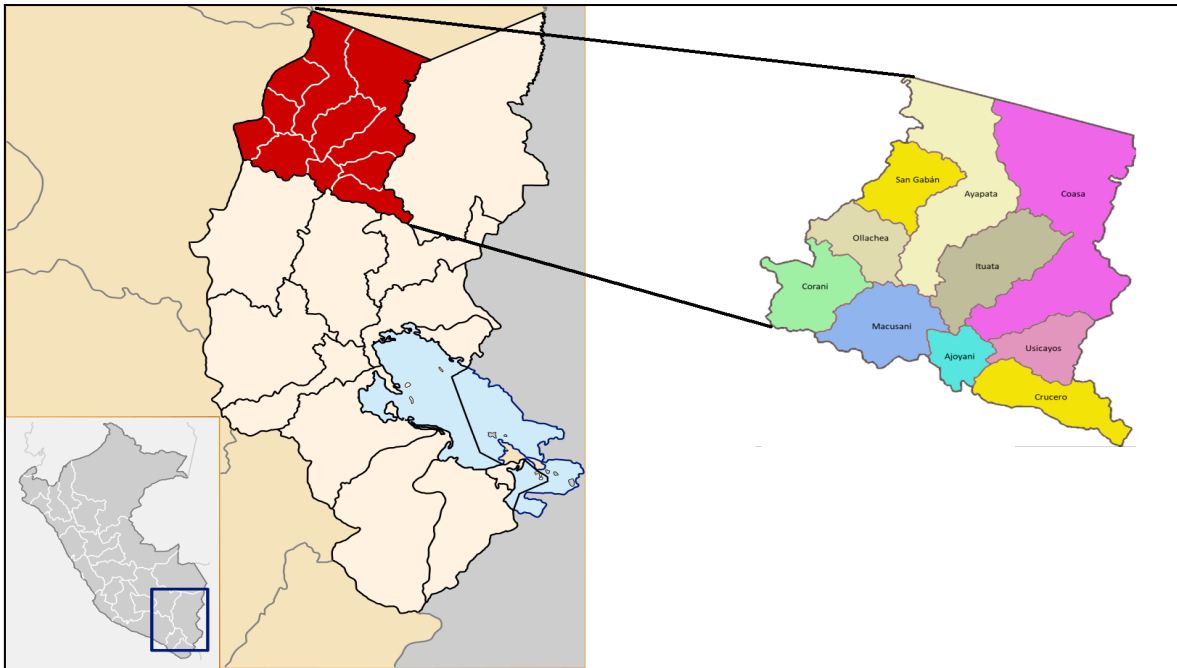 San Gabán
Ayapata
Coasa
Ollachea
Ituata
Corani
Macusani
Ajoyani
Usicayos
Crucero